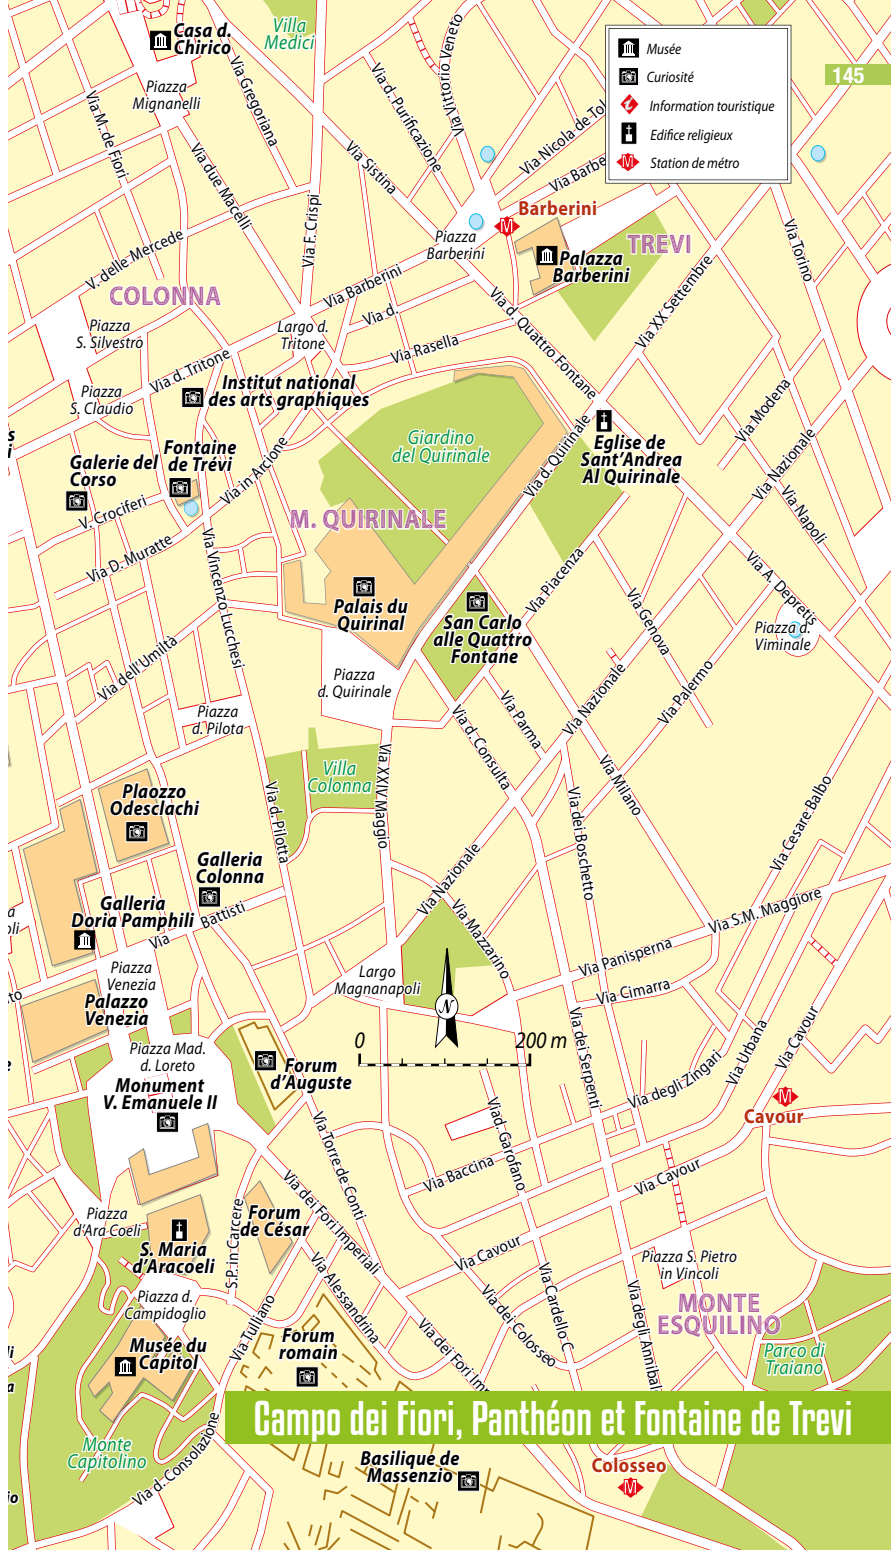 Casa d.
Chirico
Villa
Medici
Musée
Curiosité
Information touristique
Edifice religieux
Station de métro
145
Piazza
Mignanelli
Via Gregoriana
Via M. de Fiori
Via due Macelli
Via Sistina
Via d. Purificazione
Via Vittorio Veneto
Via Nicola de Tol
Via Barbe
Via F. Crispi
Barberini
Piazza
Barberini
Palazza
Barberini
TREVI
Via Torino
V. delle Mercede
COLONNA
Via Barberini
Via d.
Via Rasella
Via d. Quattro Fontane
Via XX Settembre
Piazza
S. Silvestro
Largo d.
Tritone
Via d. Tritone
Piazza
S. Claudio
Institut national
des arts graphiques
Giardino
del Quirinale
Via d. Quirinale
Eglise de
Sant'Andrea
Al Quirinale
Via Modena
Via Nazionale
Via Napoli
Galerie del
Corso
Fontaine
de Trévi
Via in Arcione
V. Crociferi
Via D. Muratte
M. QUIRINALE
Via Vincenzo Lucchesi
Palais du
Quirinal
San Carlo
alle Quattro
Fontane
Via Piacenza
Via Genova
Via A. Depretis
Piazza d.
Viminale
Via dell'Umiltà
Piazza
d. Quirinale
Piazza
d. Pilota
Via Parma
Via Nazionale
Via Palermo
Via d. Consulta
Via Milano
Villa
Colonna
Via XXIV Maggio
Via d. Pilotta
Plaozzo
Odesclachi
Via dei Boschetto
Via Cesare Balbo
Galleria
Colonna
Galleria
Doria Pamphili
Via Battisti
Via Nazionale
Via Mazzarino
Via Panisperna
Via S.M. Maggiore
Via Cimarra
Piazza
Venezia
Palazzo
Venezia
Largo
Magnanapoli
N
0
200 m
Piazza Mad.
d. Loreto
Monument
V. Emanuele II
Forum
d'Auguste
Via dei Serpenti
Via degli Zingari
Via Urbana
Via Cavour
Cavour
Viad. Garofano
Via Baccina
Via Cavour
Via Torre de Conti
Via dei Fori Imperiali
Piazza
d'Ara Coeli
S. Maria
d'Aracoeli
S.P. in Carcere
Forum
de César
Via Cavour
Via Alessandrina
Piazza S. Pietro
in Vincoli
MONTE
ESQUILINO
Parco di
Traiano
Piazza d.
Campidoglio
Musée du
Capitol
Via Tulliano
Forum
romain
Via dei Fori Im
Via dei Colosseo
Via Cardello C
Via degli Annibal
Campo dei Fiori, Panthéon et Fontaine de Trevi
Monte
Capitolino
Via d. Consolazione
Basilique de
Massenzio
Colosseo